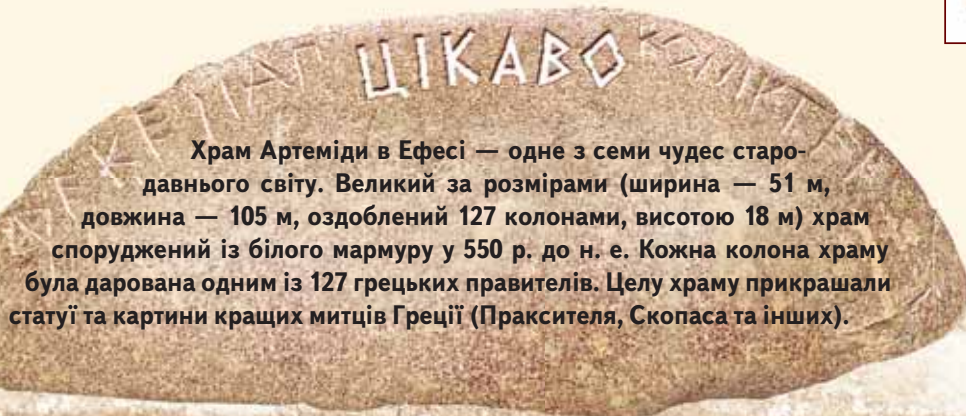 ЦІКАВО
Храм Артеміди в Ефесі — одне з семи чудес старо-
давнього світу. Великий за розмірами (ширина — 51 м,
довжина — 105 м, оздоблений 127 колонами, висотою 18 м) храм
споруджений із білого мармуру у 550 р. до н. е. Кожна колона храму
була дарована одним із 127 грецьких правителів. Целу храму прикрашали
статуї та картини кращих митців Греції (Праксителя, Скопаса та інших).